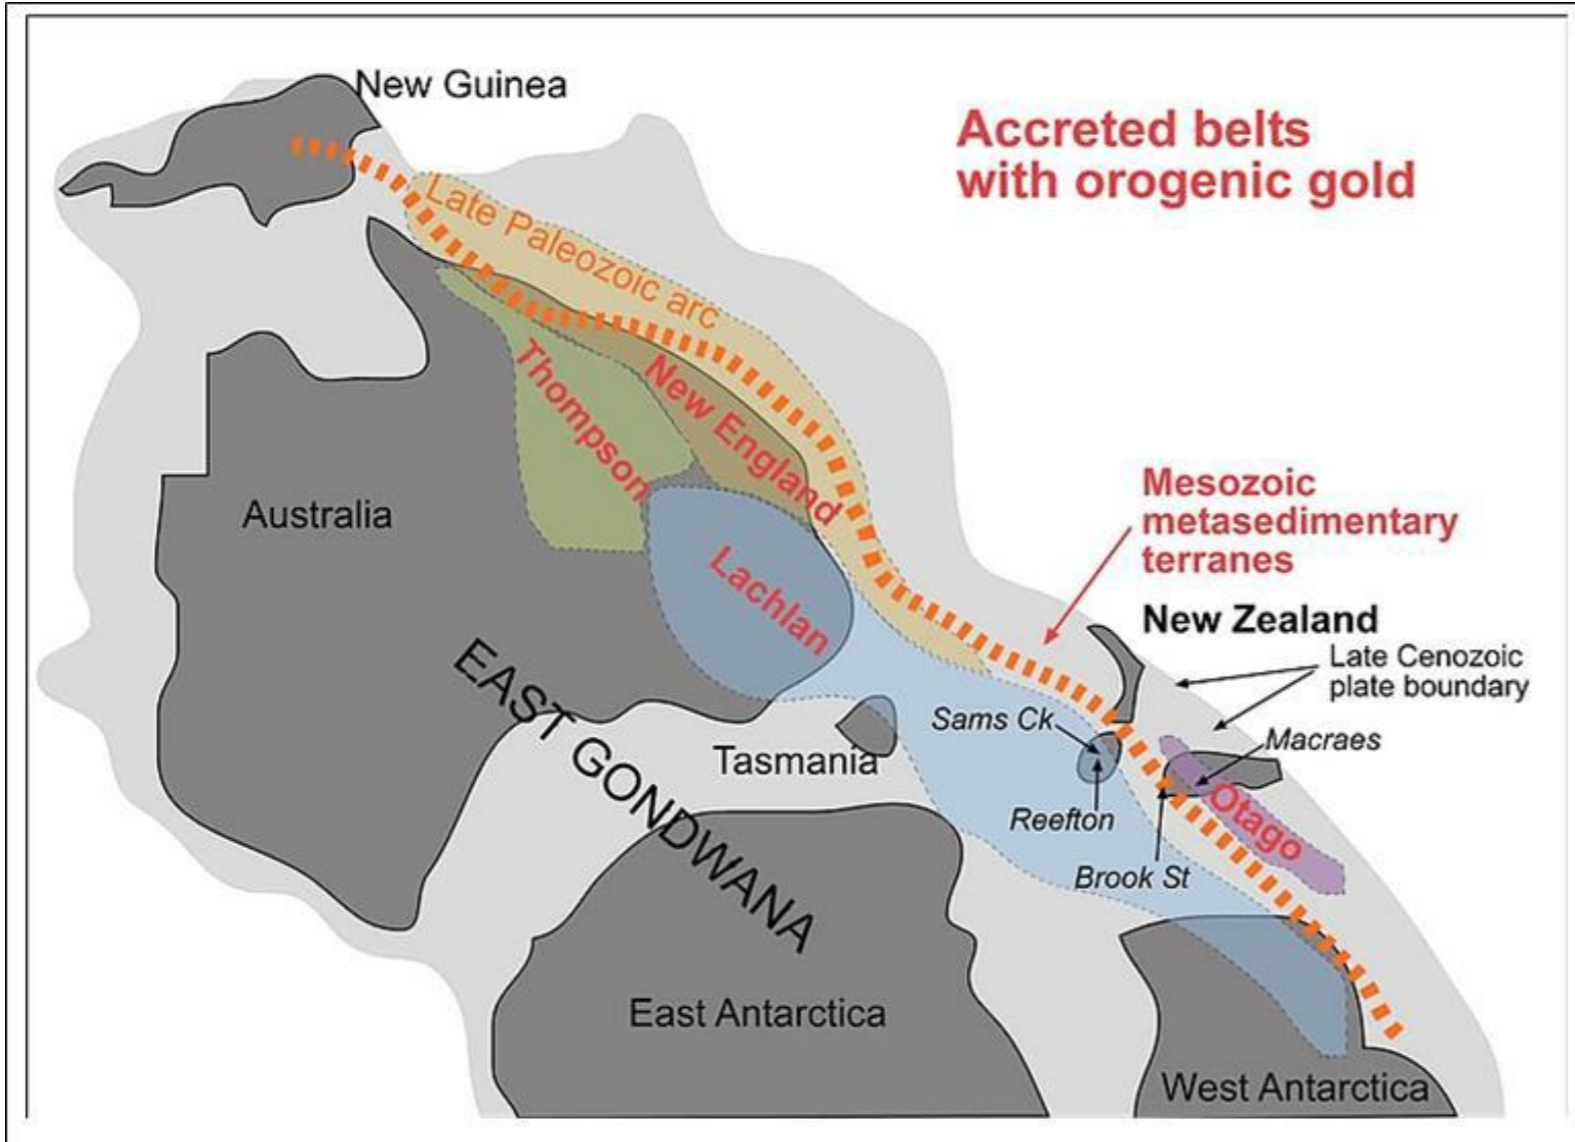 New Guinea
Accreted belts
with orogenic gold
Late Paleozoic arc
Thompson
New England
Australia
Mesozoic
metasedimentary
terranes
Lachlan
New Zealand
Late Cenozoic
plate boundary
EAST GONDWANA
Sams Ck
Macraes
Tasmania
Otago
Reefton
Brook St
East Antarctica
West Antarctica